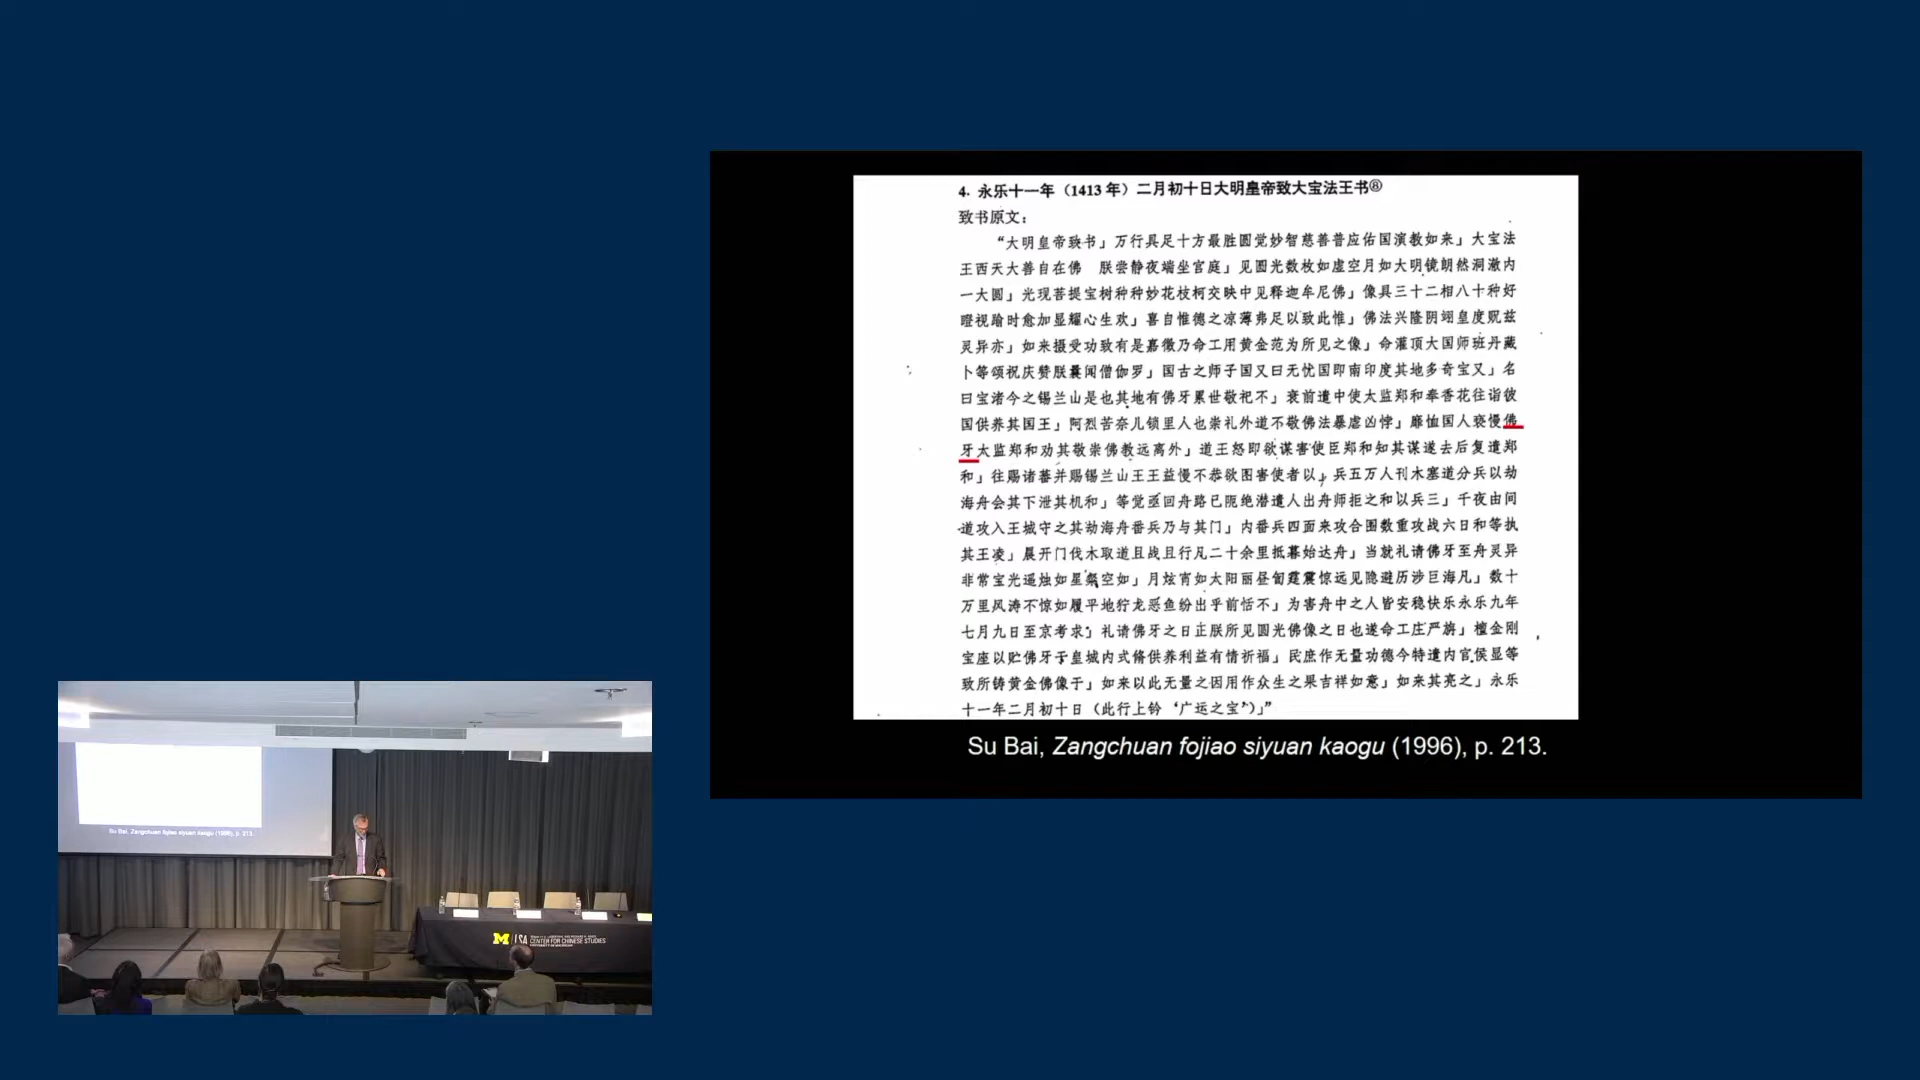 4. 永乐十一年（1413年）二月初十日大明皇帝致大宝法王书⑧
致书原文：
“大明皇帝致书」万行具足十方最胜圆觉妙智慈善普应佑国演教如来」大宝法
王西天大善自在佛　朕尝静夜端坐宫庭」见圆光数枚如虚空月如大明镜朗然洞澈内
一大圆」光现菩提宝树种种妙花枝柯交映中见释迦牟尼佛」像具三十二相八十种好
瞪视踰时愈加显耀心生欢」喜自惟德之凉薄弗足以致此惟」佛法兴隆阴翊皇度贶兹
灵异亦」如来摄受功致有是嘉徵乃命工用黄金范为所见之像」命灌顶大国师班丹藏
卜等颂祝庆赞朕曩闻僧伽罗」国古之师子国又曰无忧国即南印度其地多奇宝又」名
曰宝渚今之锡兰山是也其地有佛牙累世敬祀不」衰前遣中使太监郑和奉香花往诣彼
国供养其国王」阿烈苦奈儿锁里人也崇礼外道不敬佛法暴虐凶悖」靡恤国人亵慢佛
牙太监郑和劝其敬崇佛教远离外」道王怒即欲谋害使臣郑和知其谋遂去后复遣郑
和」往赐诸蕃并赐锡兰山王王益慢不恭欲图害使者以」兵五万人刊木塞道分兵以劫
海舟会其下泄其机和」等觉亟回舟路已阨绝潜遣人出舟师拒之和以兵三」千夜由间
道攻入王城守之其劫海舟番兵乃与其门」内番兵四面来攻合围数重攻战六日和等执
其王凌」晨开门伐木取道且战且行凡二十余里抵暮始达舟」当就礼请佛牙至舟灵异
非常宝光遥烛如星粲空如」月炫宵如太阳丽昼訇霆震惊远见隐避历涉巨海凡」数十
万里风涛不惊如履平地狞龙恶鱼纷出乎前恬不」为害舟中之人皆安稳快乐永乐九年
七月九日至京考求」礼请佛牙之日正朕所见圆光佛像之日也遂命工庄严旃」檀金刚
宝座以贮佛牙于皇城内式脩供养利益有情祈福」民庶作无量功德今特遣内官侯显等
致所铸黄金佛像于」如来以此无量之因用作众生之果吉祥如意」如来其亮之」永乐
十一年二月初十日（此行上钤‘广运之宝’）」”
Su Bai, Zangchuan fojiao siyuan kaogu (1996), p. 213.
Su Bai, Zangchuan fojiao siyuan kaogu (1996), p. 213.
M LSA
CENTER FOR CHINESE STUDIES